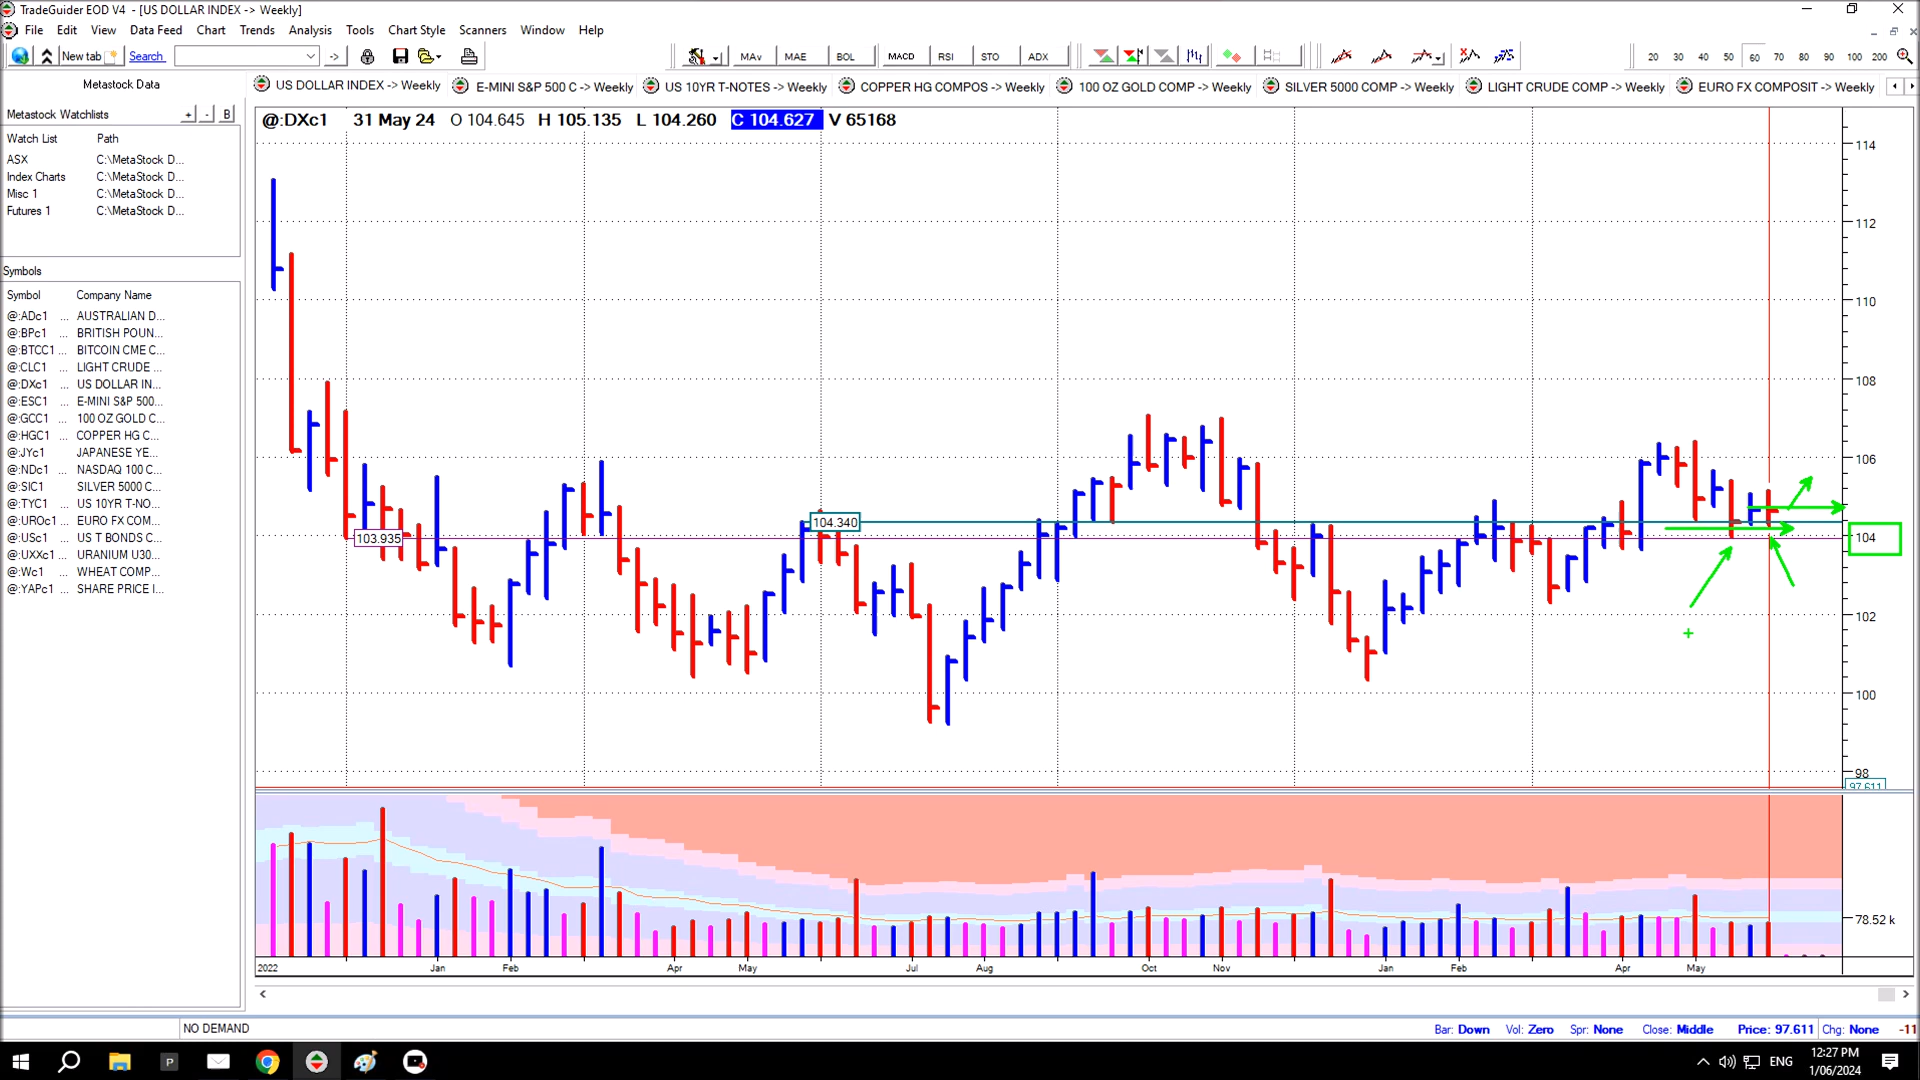 TradeGuider EOD V4 - [US DOLLAR INDEX -> Weekly]
File Edit View Data Feed Chart Trends Analysis Tools Chart Style Scanners Window Help
New tab Search -> MAv MAE BOL MACD RSI STO ADX 20 30 40 50 60 70 80 90 100 200
Metastock Data
US DOLLAR INDEX -> Weekly E-MINI S&P 500 C -> Weekly US 10YR T-NOTES -> Weekly COPPER HG COMPOS -> Weekly 100 OZ GOLD COMP -> Weekly SILVER 5000 COMP -> Weekly LIGHT CRUDE COMP -> Weekly EURO FX COMPOSIT -> Weekly
Metastock Watchlists + - B
Watch List Path
ASX C:\MetaStock D...
Index Charts C:\MetaStock D...
Misc 1 C:\MetaStock D...
Futures 1 C:\MetaStock D...
Symbols
Symbol Company Name
@:ADc1 ... AUSTRALIAN D...
@:BPc1 ... BRITISH POUN...
@:BTCC1 ... BITCOIN CME C...
@:CLC1 ... LIGHT CRUDE ...
@:DXc1 ... US DOLLAR IN...
@:ESC1 ... E-MINI S&P 500...
@:GCC1 ... 100 OZ GOLD C...
@:HGC1 ... COPPER HG C...
@:JYc1 ... JAPANESE YE...
@:NDc1 ... NASDAQ 100 C...
@:SIC1 ... SILVER 5000 C...
@:TYC1 ... US 10YR T-NO...
@:UROc1 ... EURO FX COM...
@:USc1 ... US T BONDS C...
@:UXXc1 ... URANIUM U30...
@:Wc1 ... WHEAT COMP...
@:YAPc1 ... SHARE PRICE I...
@:DXc1 31 May 24 O 104.645 H 105.135 L 104.260 C 104.627 V 65168
114
112
110
108
106
104.340
103.935
104
102
100
98
97.611
78.52 k
2022 Jan Feb Apr May Jul Aug Oct Nov Jan Feb Apr May
NO DEMAND Bar: Down Vol: Zero Spr: None Close: Middle Price: 97.611 Chg: None -11
ENG 12:27 PM
1/06/2024